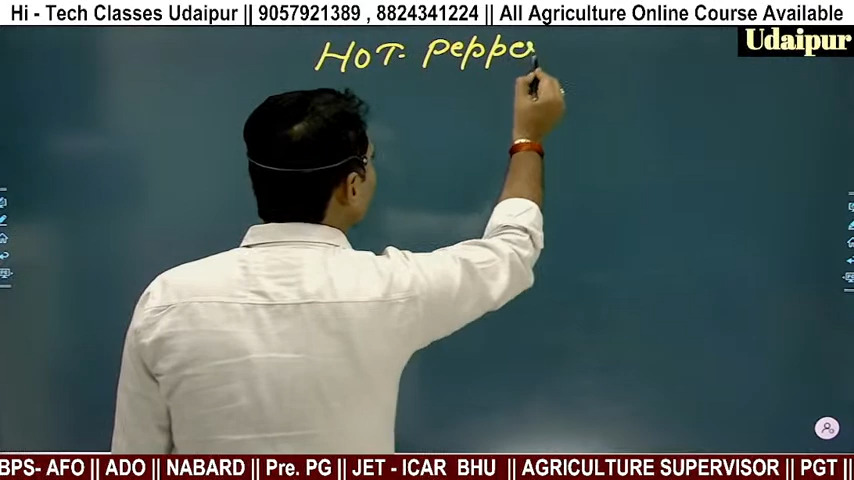 Hi - Tech Classes Udaipur || 9057921389 , 8824341224 || All Agriculture Online Course Available
Udaipur
HOT. Pepper
BPS- AFO || ADO || NABARD || Pre. PG || JET - ICAR BHU || AGRICULTURE SUPERVISOR || PGT ||